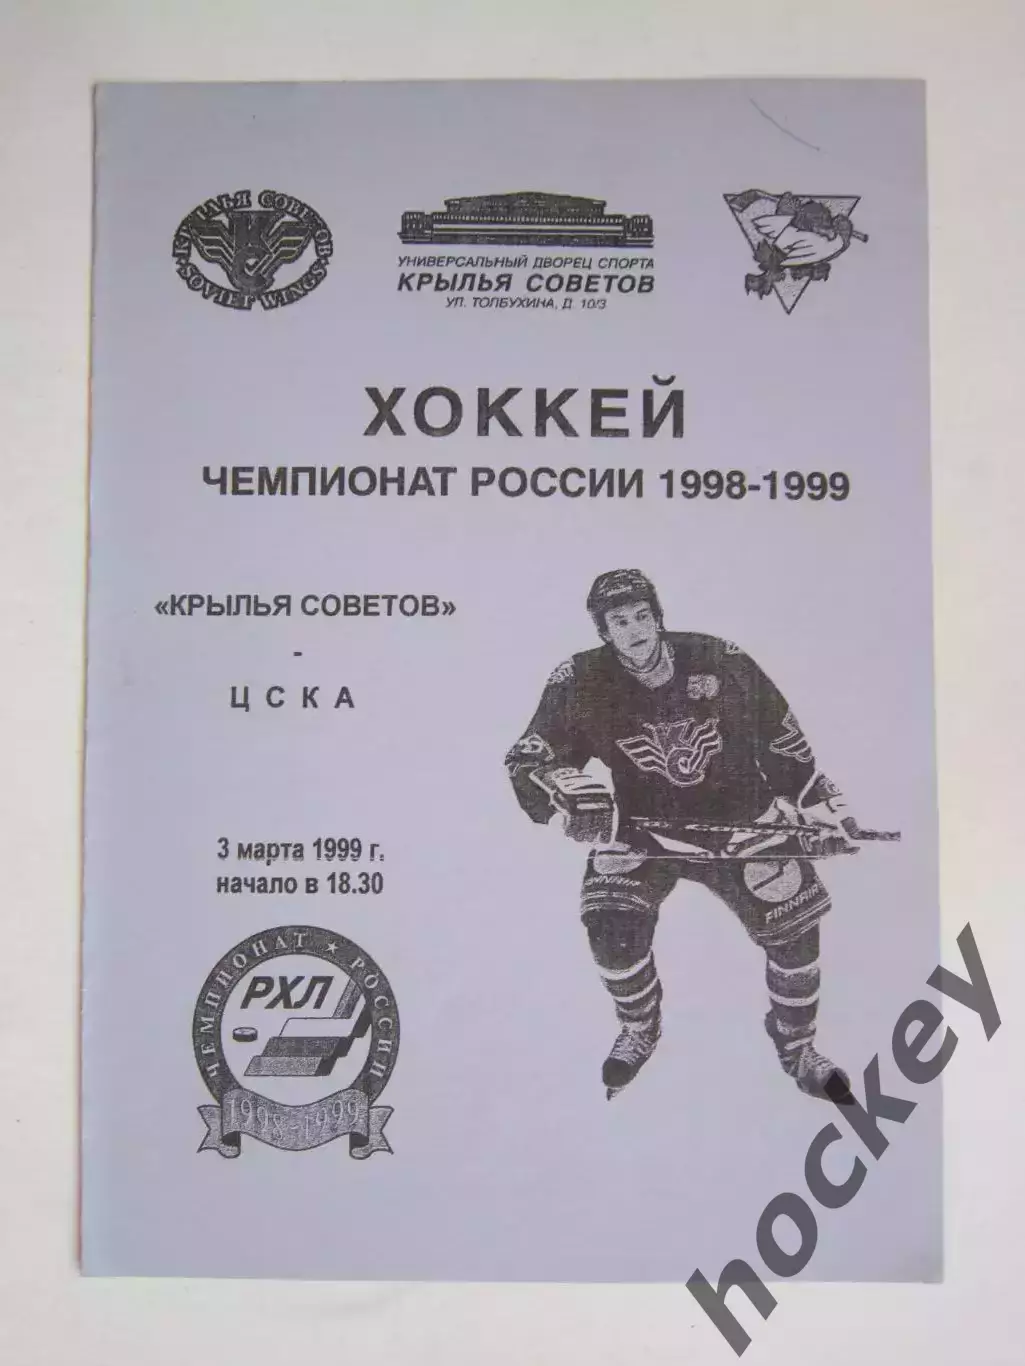 КРЫЛЬЯ СОВЕТОВ
SOVIET WINGS
УНИВЕРСАЛЬНЫЙ ДВОРЕЦ СПОРТА
КРЫЛЬЯ СОВЕТОВ
УЛ. ТОЛБУХИНА, Д. 10/3
ХОККЕЙ
ЧЕМПИОНАТ РОССИИ 1998-1999
«КРЫЛЬЯ СОВЕТОВ»
-
Ц С К А
50
FINNAIR
3 марта 1999 г.
начало в 18.30
ЧЕМПИОНАТ ★ РОССИИ
РХЛ
1998-1999
hockey